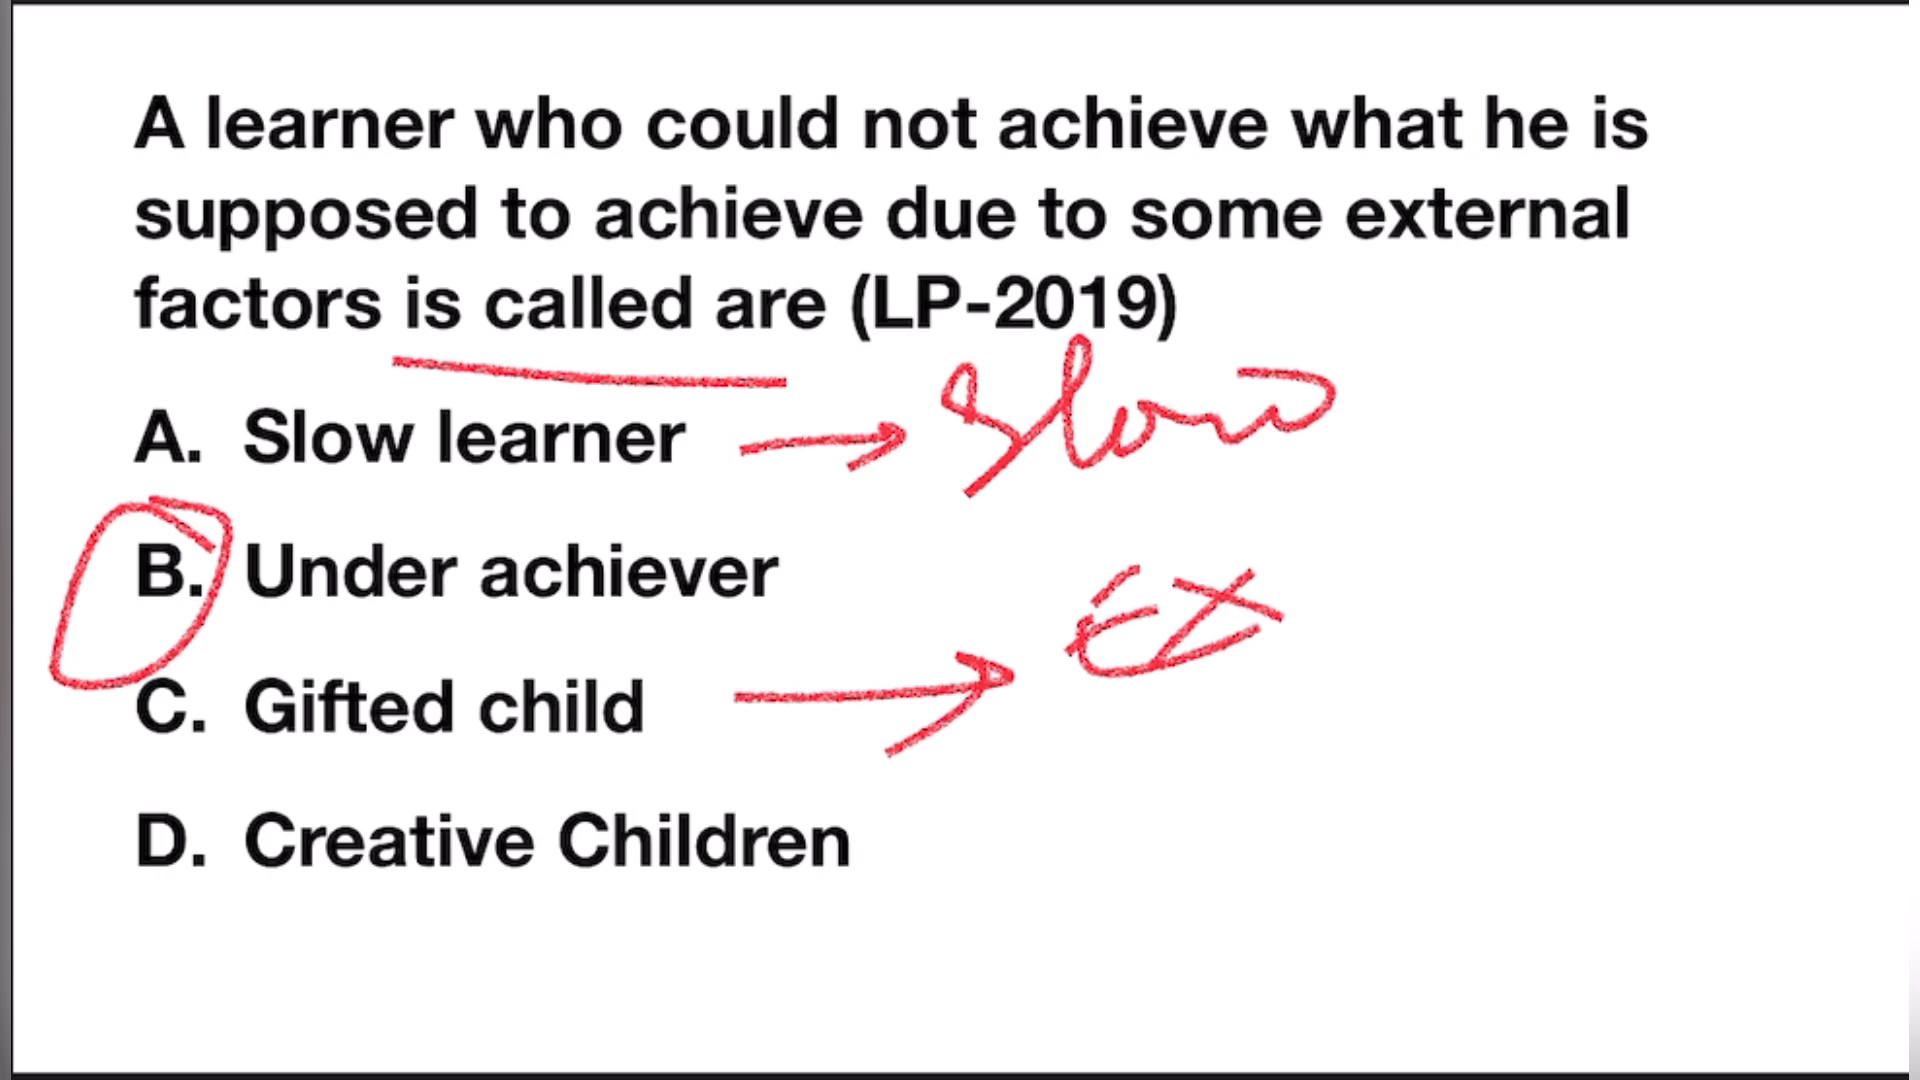 A learner who could not achieve what he is
supposed to achieve due to some external
factors is called are (LP-2019)
A. Slow learner → Slow
B. Under achiever
EX
C. Gifted child →
D. Creative Children